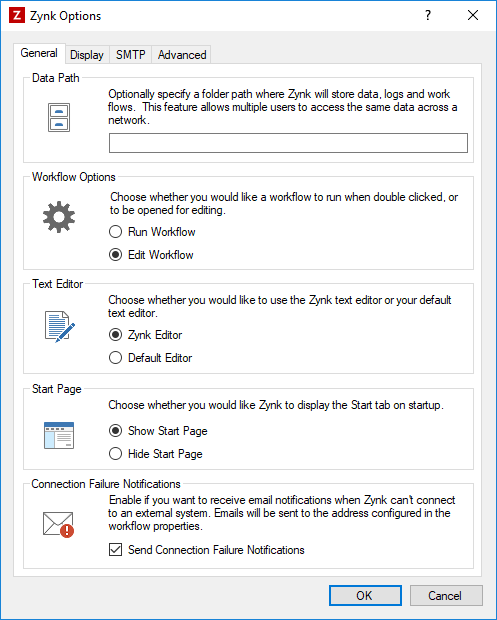 Z Zynk Options ? ✕
General Display SMTP Advanced
Data Path
Optionally specify a folder path where Zynk will store data, logs and work
flows. This feature allows multiple users to access the same data across a
network.
Workflow Options
Choose whether you would like a workflow to run when double clicked, or
to be opened for editing.
Run Workflow
Edit Workflow
Text Editor
Choose whether you would like to use the Zynk text editor or your default
text editor.
Zynk Editor
Default Editor
Start Page
Choose whether you would like Zynk to display the Start tab on startup.
Show Start Page
Hide Start Page
Connection Failure Notifications
Enable if you want to receive email notifications when Zynk can't connect
to an external system. Emails will be sent to the address configured in the
workflow properties.
Send Connection Failure Notifications
OK Cancel